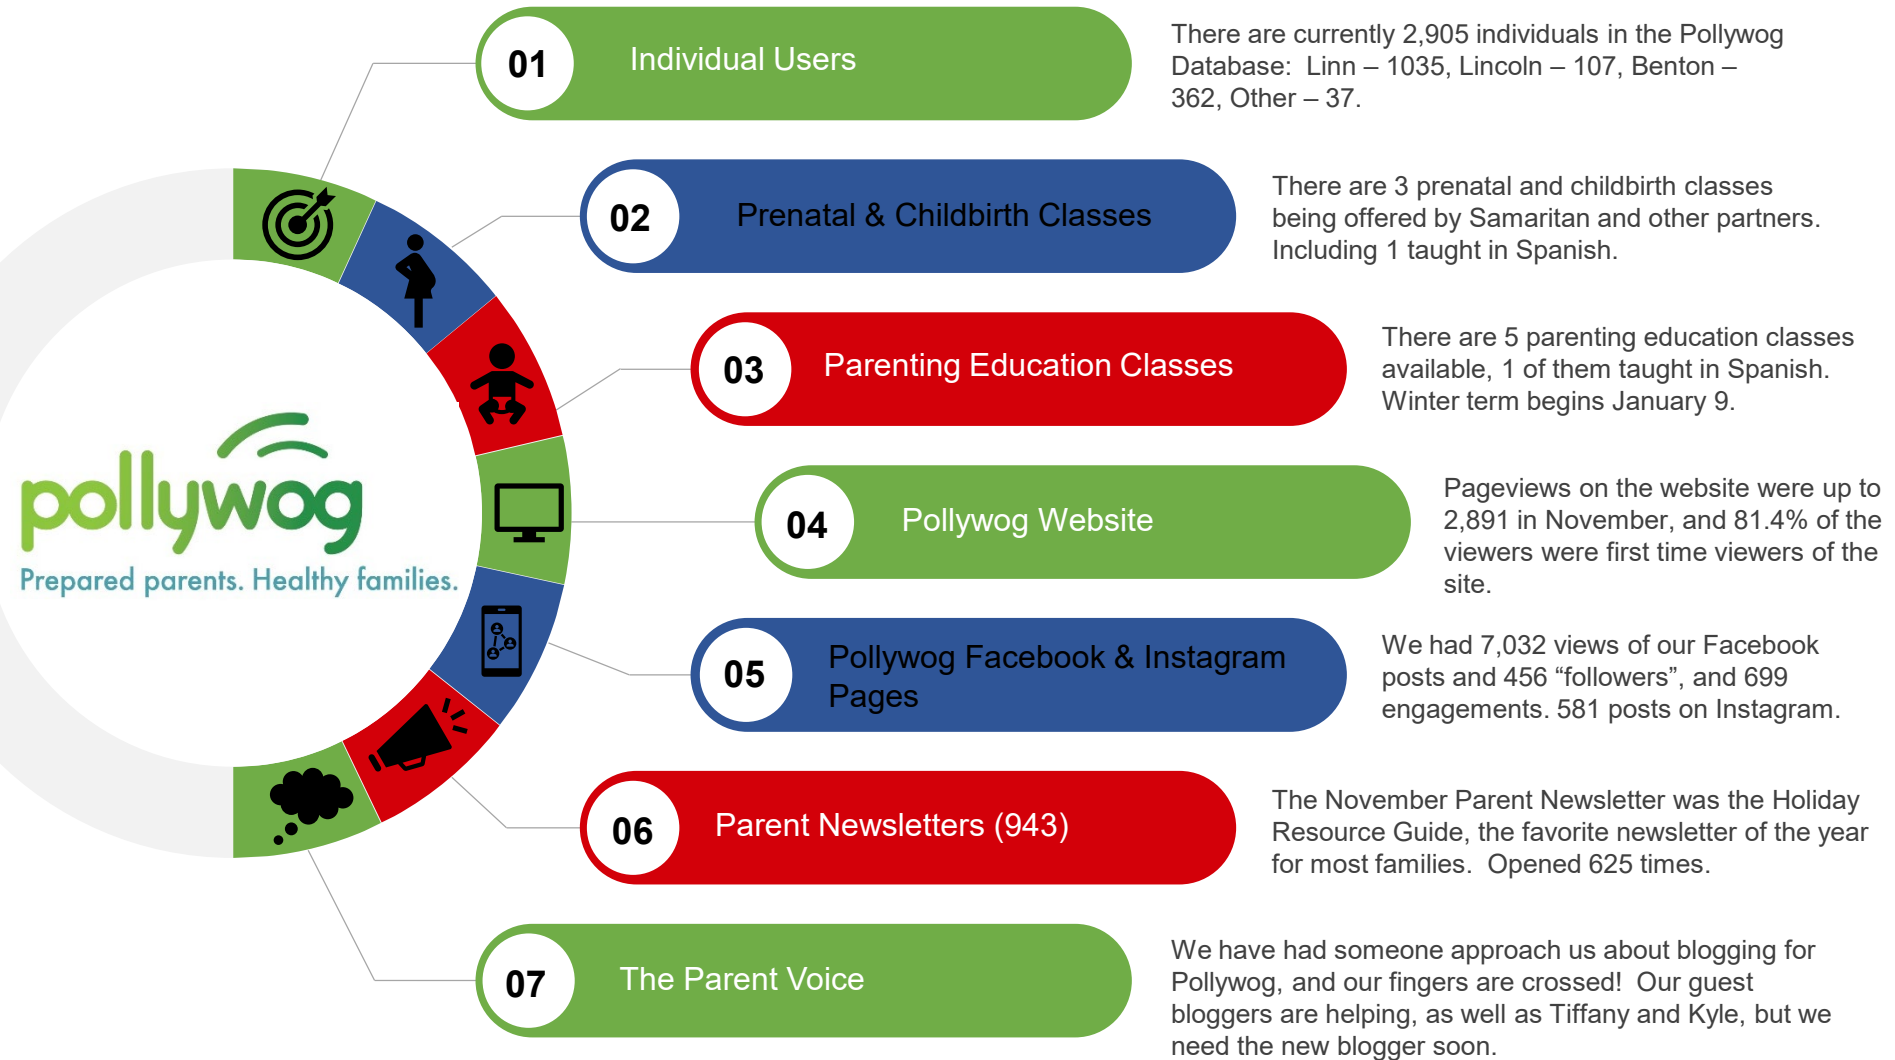 01
Individual Users
There are currently 2,905 individuals in the Pollywog
Database:  Linn – 1035, Lincoln – 107, Benton –
362, Other – 37.
02
Prenatal & Childbirth Classes
There are 3 prenatal and childbirth classes
being offered by Samaritan and other partners.
Including 1 taught in Spanish.
03
Parenting Education Classes
There are 5 parenting education classes
available, 1 of them taught in Spanish.
Winter term begins January 9.
pollywog
Prepared parents. Healthy families.
04
Pollywog Website
Pageviews on the website were up to
2,891 in November, and 81.4% of the
viewers were first time viewers of the
site.
05
Pollywog Facebook & Instagram
Pages
We had 7,032 views of our Facebook
posts and 456 “followers”, and 699
engagements. 581 posts on Instagram.
06
Parent Newsletters (943)
The November Parent Newsletter was the Holiday
Resource Guide, the favorite newsletter of the year
for most families.  Opened 625 times.
07
The Parent Voice
We have had someone approach us about blogging for
Pollywog, and our fingers are crossed!  Our guest
bloggers are helping, as well as Tiffany and Kyle, but we
need the new blogger soon.